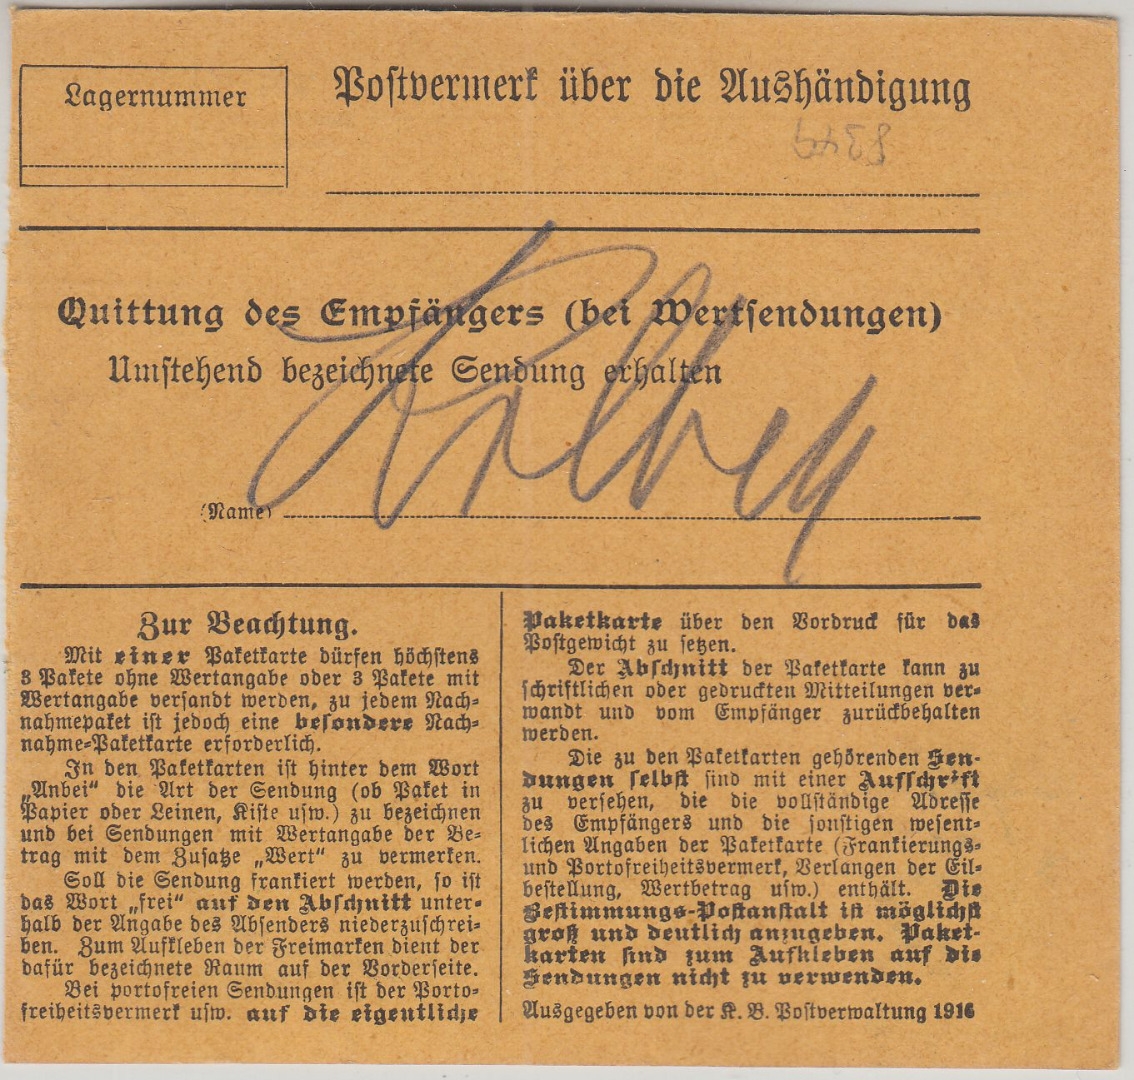 Lagernummer
Postvermerk über die Aushändigung
Quittung des Empfängers (bei Wertsendungen)
Umstehend bezeichnete Sendung erhalten
(Name)
Zur Beachtung.
Mit einer Paketkarte dürfen höchstens
3 Pakete ohne Wertangabe oder 3 Pakete mit
Wertangabe versandt werden, zu jedem Nach-
nahmepaket ist jedoch eine besondere Nach-
nahme-Paketkarte erforderlich.
In den Paketkarten ist hinter dem Wort
„Anbei“ die Art der Sendung (ob Paket in
Papier oder Leinen, Kiste usw.) zu bezeichnen
und bei Sendungen mit Wertangabe der Be-
trag mit dem Zusatze „Wert“ zu vermerken.
Soll die Sendung frankiert werden, so ist
das Wort „frei“ auf den Abschnitt unter-
halb der Angabe des Absenders niederzuschrei-
ben. Zum Aufkleben der Freimarken dient der
dafür bezeichnete Raum auf der Vorderseite.
Bei portofreien Sendungen ist der Porto-
freiheitsvermerk usw. auf die eigentliche
Paketkarte über den Vordruck für das
Postgewicht zu setzen.
Der Abschnitt der Paketkarte kann zu
schriftlichen oder gedruckten Mitteilungen ver-
wandt und vom Empfänger zurückbehalten
werden.
Die zu den Paketkarten gehörenden Sen-
dungen selbst sind mit einer Aufschrift
zu versehen, die die vollständige Adresse
des Empfängers und die sonstigen wesent-
lichen Angaben der Paketkarte (Frankierungs-
und Portofreiheitsvermerk, Verlangen der Eil-
bestellung, Wertbetrag usw.) enthält. Die
Bestimmungs-Postanstalt ist möglichst
groß und deutlich anzugeben. Paket-
karten sind zum Aufkleben auf die
Sendungen nicht zu verwenden.
Ausgegeben von der K. B. Postverwaltung 1916